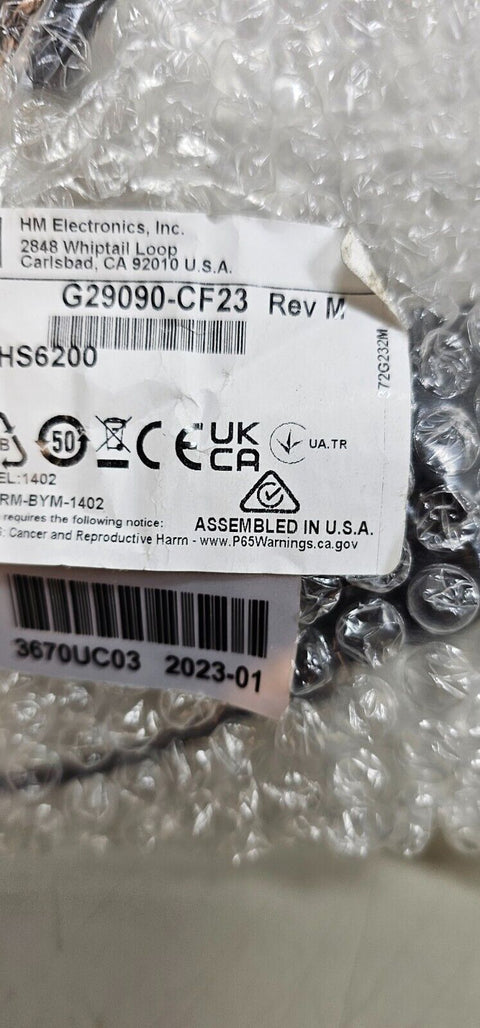 HM Electronics, Inc.
2848 Whiptail Loop
Carlsbad, CA 92010 U.S.A.
G29090-CF23 Rev M
HS6200
372G232M
50
CE
UK
CA
UA.TR
EL:1402
RM-BYM-1402
requires the following notice:
ASSEMBLED IN U.S.A.
: Cancer and Reproductive Harm - www.P65Warnings.ca.gov
3670UC03 2023-01